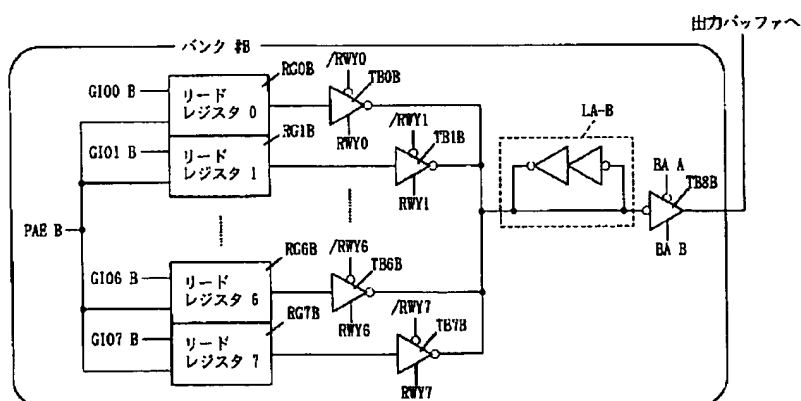 出力バッファへ
バンク #B
RG0B
/RWY0
TB0B
GIO0 B
リード
レジスタ 0
RWY0
/RWY1
TB1B
LA-B
GIO1 B
RG1B
リード
レジスタ 1
RWY1
BA A
TB8B
PAE B
BA B
RG6B
/RWY6
TB6B
GIO6 B
リード
レジスタ 6
RWY6
/RWY7
TB7B
GIO7 B
RG7B
リード
レジスタ 7
RWY7